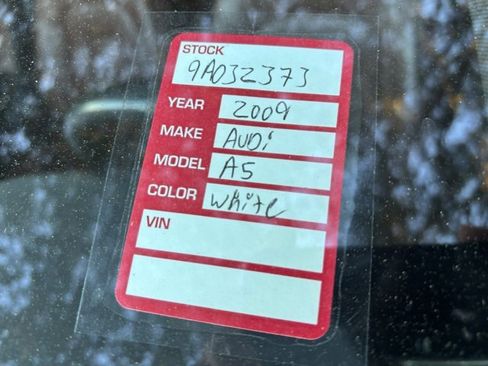 STOCK
9A032373
YEAR 2009
MAKE AUDi
MODEL A5
COLOR white
VIN